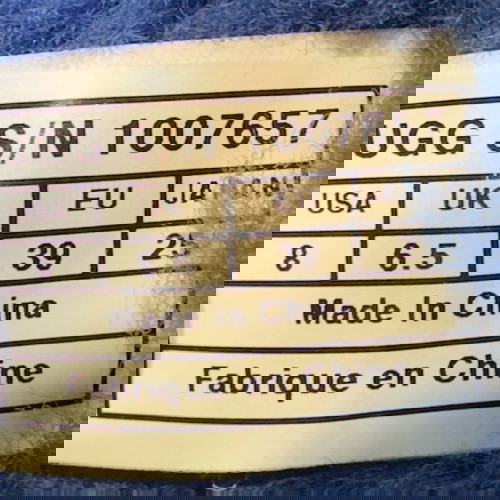 UGG S/N 1007657
USA UK EU
8 6.5 39
Made In China
Fabrique en Chine